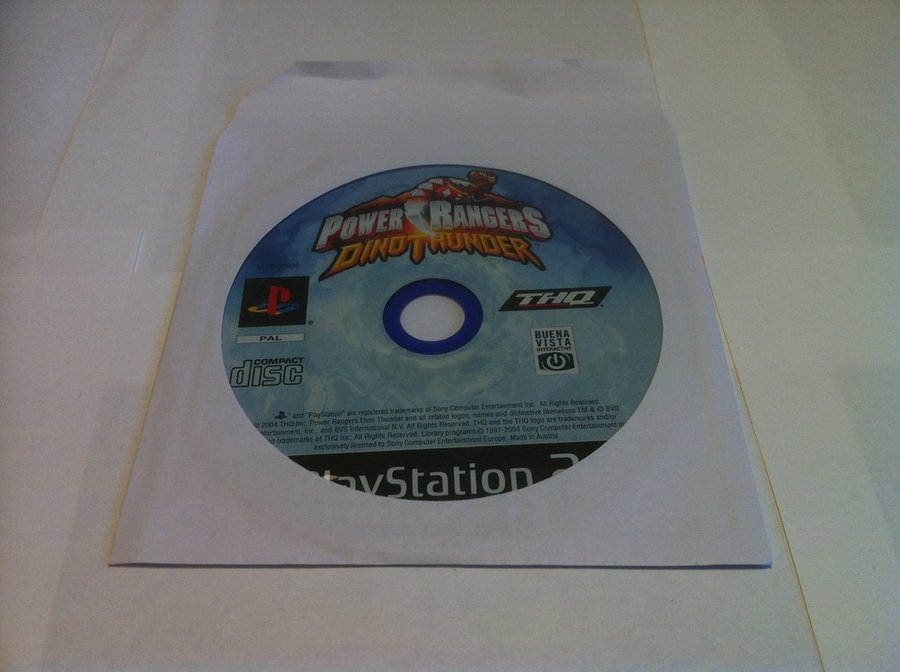 POWER RANGERS
DINO THUNDER
THQ
PAL
BUENA
VISTA
INTERACTIVE
COMPACT
disc
and "PlayStation" are registered trademarks of Sony Computer Entertainment Inc. All Rights Reserved.
© 2004 THQ Inc. Power Rangers Dino Thunder and all related logos, names and distinctive likenesses TM & © BVS
Entertainment, Inc. and BVS International N.V. All Rights Reserved. THQ and the THQ logo are trademarks and/or
trademarks of THQ Inc. All Rights Reserved. Library programs © 1997-2004 Sony Computer Entertainment
exclusively licensed to Sony Computer Entertainment Europe. Made in Austria.
PlayStation 2